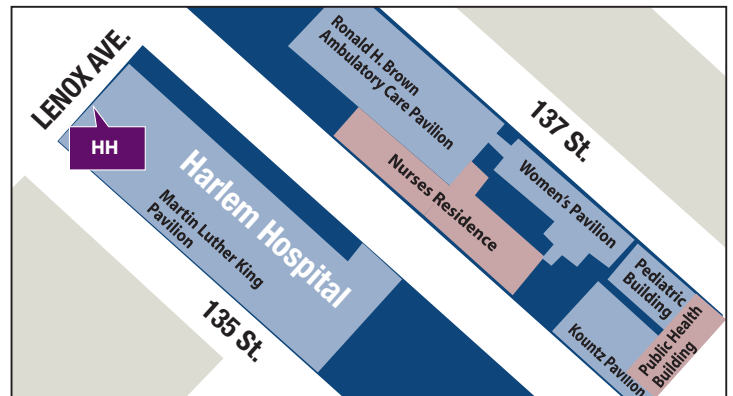 LENOX AVE.
HH
Harlem Hospital
Martin Luther King
Pavilion
135 St.
Ronald H. Brown
Ambulatory Care Pavilion
Nurses Residence
137 St.
Women's Pavilion
Pediatric
Building
Kountz Pavilion
Public Health
Building